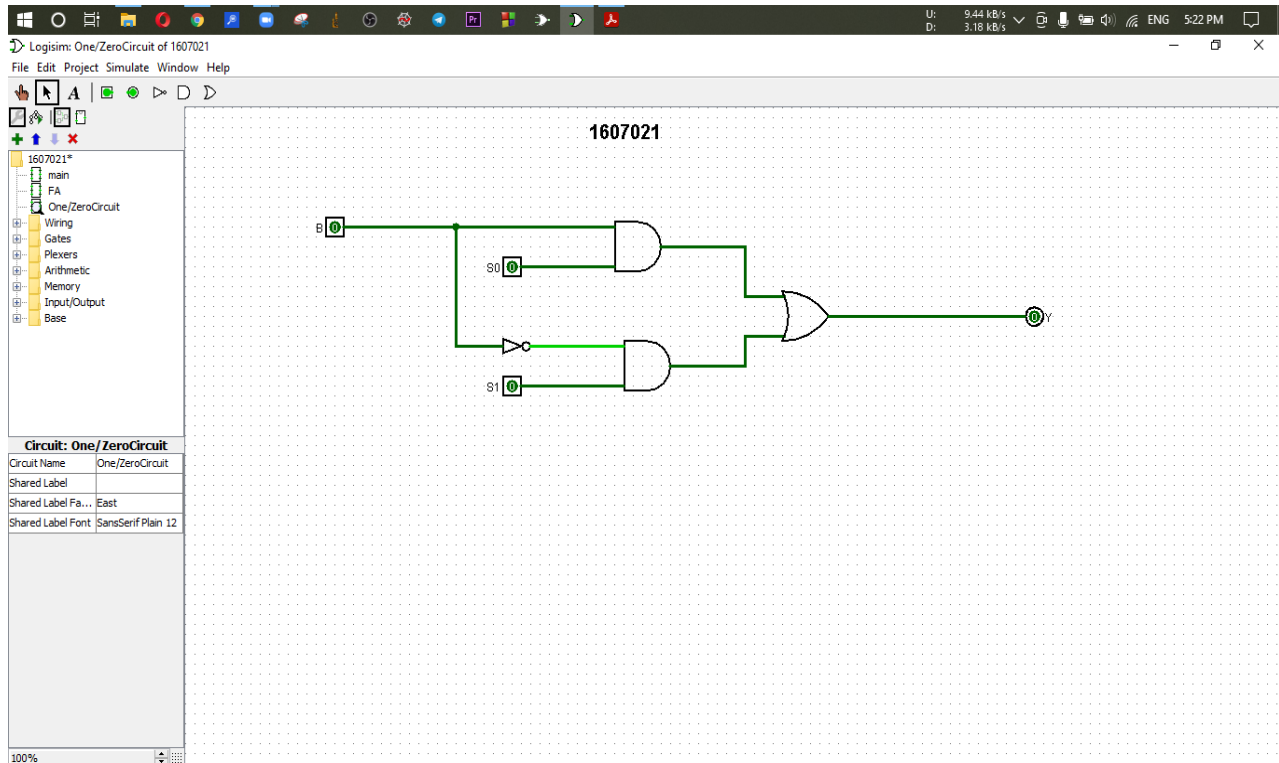 Pr
U: 9.44 kB/s
D: 3.18 kB/s
ENG 5:22 PM
Logisim: One/ZeroCircuit of 1607021
File Edit Project Simulate Window Help
A
1607021*
main
FA
One/ZeroCircuit
Wiring
Gates
Plexers
Arithmetic
Memory
Input/Output
Base
Circuit: One/ZeroCircuit
Circuit Name One/ZeroCircuit
Shared Label
Shared Label Fa... East
Shared Label Font SansSerif Plain 12
100%
1607021
B 0
S0 0
0 Y
S1 0